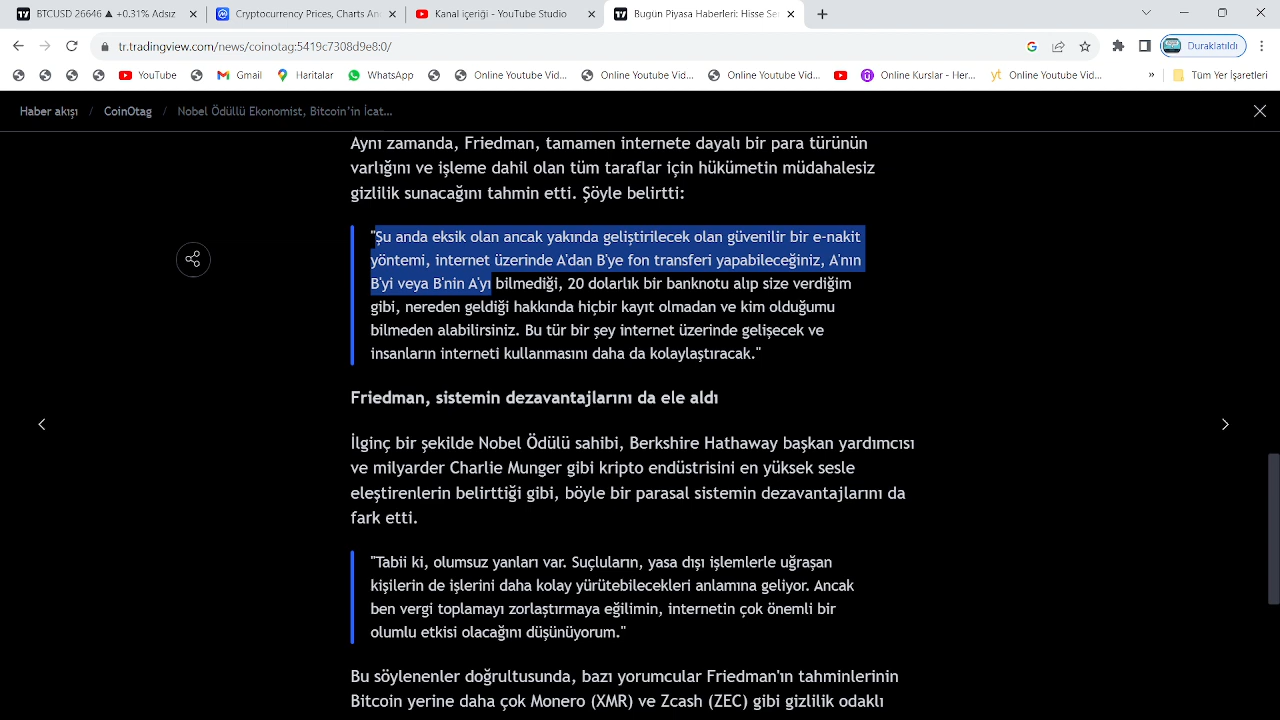 BTCUSD 26646 ▲ +0.31% Adsız
Cryptocurrency Prices, Charts An
Kanal içeriği - YouTube Studio
Bugün Piyasa Haberleri: Hisse Se
tr.tradingview.com/news/coinotag:5419c7308d9e8:0/
Duraklatıldı
YouTube
Gmail
Haritalar
WhatsApp
Online Youtube Vid...
Online Youtube Vid...
Online Youtube Vid...
Online Kurslar - Her...
yt Online Youtube Vid...
»
Tüm Yer İşaretleri
Haber akışı / CoinOtag / Nobel Ödüllü Ekonomist, Bitcoin’in İcat…
Aynı zamanda, Friedman, tamamen internete dayalı bir para türünün
varlığını ve işleme dahil olan tüm taraflar için hükümetin müdahalesiz
gizlilik sunacağını tahmin etti. Şöyle belirtti:
"Şu anda eksik olan ancak yakında geliştirilecek olan güvenilir bir e-nakit
yöntemi, internet üzerinde A'dan B'ye fon transferi yapabileceğiniz, A'nın
B'yi veya B'nin A'yı bilmediği, 20 dolarlık bir banknotu alıp size verdiğim
gibi, nereden geldiği hakkında hiçbir kayıt olmadan ve kim olduğumu
bilmeden alabilirsiniz. Bu tür bir şey internet üzerinde gelişecek ve
insanların interneti kullanmasını daha da kolaylaştıracak."
Friedman, sistemin dezavantajlarını da ele aldı
İlginç bir şekilde Nobel Ödülü sahibi, Berkshire Hathaway başkan yardımcısı
ve milyarder Charlie Munger gibi kripto endüstrisini en yüksek sesle
eleştirenlerin belirttiği gibi, böyle bir parasal sistemin dezavantajlarını da
fark etti.
"Tabii ki, olumsuz yanları var. Suçluların, yasa dışı işlemlerle uğraşan
kişilerin de işlerini daha kolay yürütebilecekleri anlamına geliyor. Ancak
ben vergi toplamayı zorlaştırmaya eğilimin, internetin çok önemli bir
olumlu etkisi olacağını düşünüyorum."
Bu söylenenler doğrultusunda, bazı yorumcular Friedman'ın tahminlerinin
Bitcoin yerine daha çok Monero (XMR) ve Zcash (ZEC) gibi gizlilik odaklı